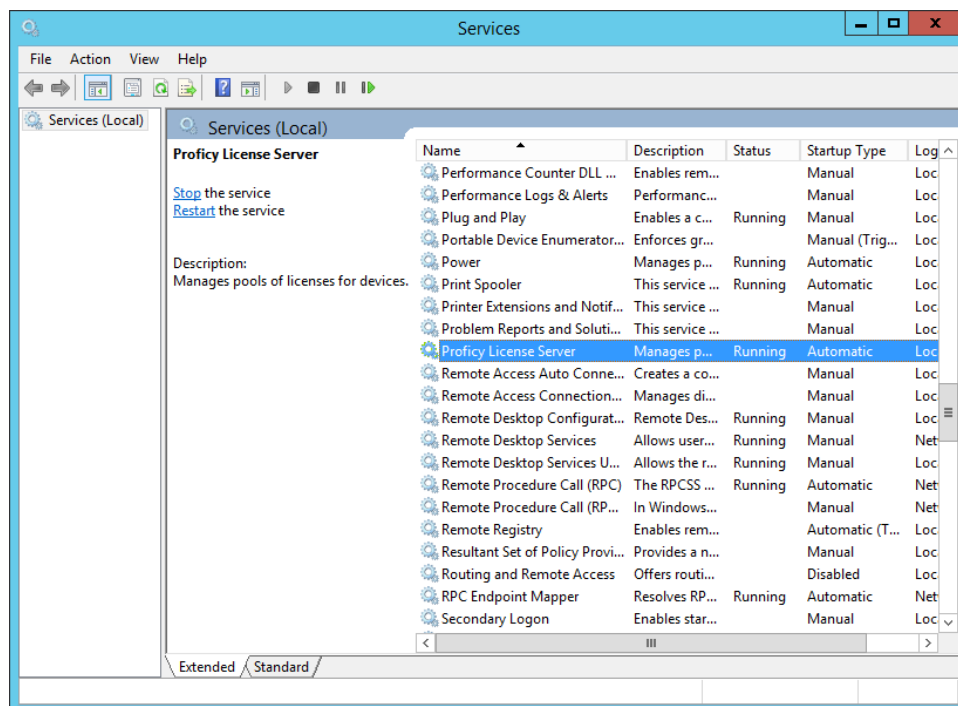 Services
File Action View Help
Services (Local)
Services (Local)
Proficy License Server
Stop the service
Restart the service
Description:
Manages pools of licenses for devices.
Name Description Status Startup Type Log
Performance Counter DLL ... Enables rem... Manual Loc
Performance Logs & Alerts Performanc... Manual Loc
Plug and Play Enables a c... Running Manual Loc
Portable Device Enumerator... Enforces gr... Manual (Trig... Loc
Power Manages p... Running Automatic Loc
Print Spooler This service ... Running Automatic Loc
Printer Extensions and Notif... This service ... Manual Loc
Problem Reports and Soluti... This service ... Manual Loc
Proficy License Server Manages p... Running Automatic Loc
Remote Access Auto Conne... Creates a co... Manual Loc
Remote Access Connection... Manages di... Manual Loc
Remote Desktop Configurat... Remote Des... Running Manual Loc
Remote Desktop Services Allows user... Running Manual Net
Remote Desktop Services U... Allows the r... Running Manual Loc
Remote Procedure Call (RPC) The RPCSS ... Running Automatic Net
Remote Procedure Call (RP... In Windows... Manual Net
Remote Registry Enables rem... Automatic (T... Loc
Resultant Set of Policy Provi... Provides a n... Manual Loc
Routing and Remote Access Offers routi... Disabled Loc
RPC Endpoint Mapper Resolves RP... Running Automatic Net
Secondary Logon Enables star... Manual Loc
Extended Standard